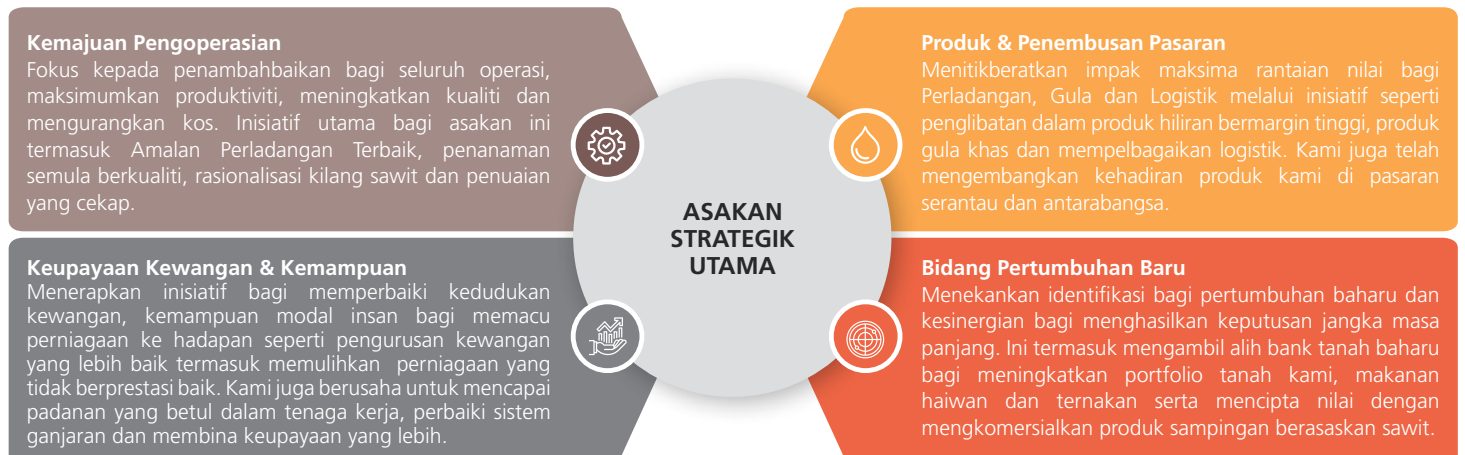 Kemajuan Pengoperasian
Fokus kepada penambahbaikan bagi seluruh operasi,
maksimumkan produktiviti, meningkatkan kualiti dan
mengurangkan kos. Inisiatif utama bagi asakan ini
termasuk Amalan Perladangan Terbaik, penanaman
semula berkualiti, rasionalisasi kilang sawit dan penuaian
yang cekap.
Produk & Penembusan Pasaran
Menitikberatkan impak maksima rantaian nilai bagi
Perladangan, Gula dan Logistik melalui inisiatif seperti
penglibatan dalam produk hiliran bermargin tinggi, produk
gula khas dan mempelbagaikan logistik. Kami juga telah
mengembangkan kehadiran produk kami di pasaran
serantau dan antarabangsa.
ASAKAN
STRATEGIK
UTAMA
Keupayaan Kewangan & Kemampuan
Menerapkan inisiatif bagi memperbaiki kedudukan
kewangan, kemampuan modal insan bagi memacu
perniagaan ke hadapan seperti pengurusan kewangan
yang lebih baik termasuk memulihkan perniagaan yang
tidak berprestasi baik. Kami juga berusaha untuk mencapai
padanan yang betul dalam tenaga kerja, perbaiki sistem
ganjaran dan membina keupayaan yang lebih.
Bidang Pertumbuhan Baru
Menekankan identifikasi bagi pertumbuhan baharu dan
kesinergian bagi menghasilkan keputusan jangka masa
panjang. Ini termasuk mengambil alih bank tanah baharu
bagi meningkatkan portfolio tanah kami, makanan
haiwan dan ternakan serta mencipta nilai dengan
mengkomersialkan produk sampingan berasaskan sawit.